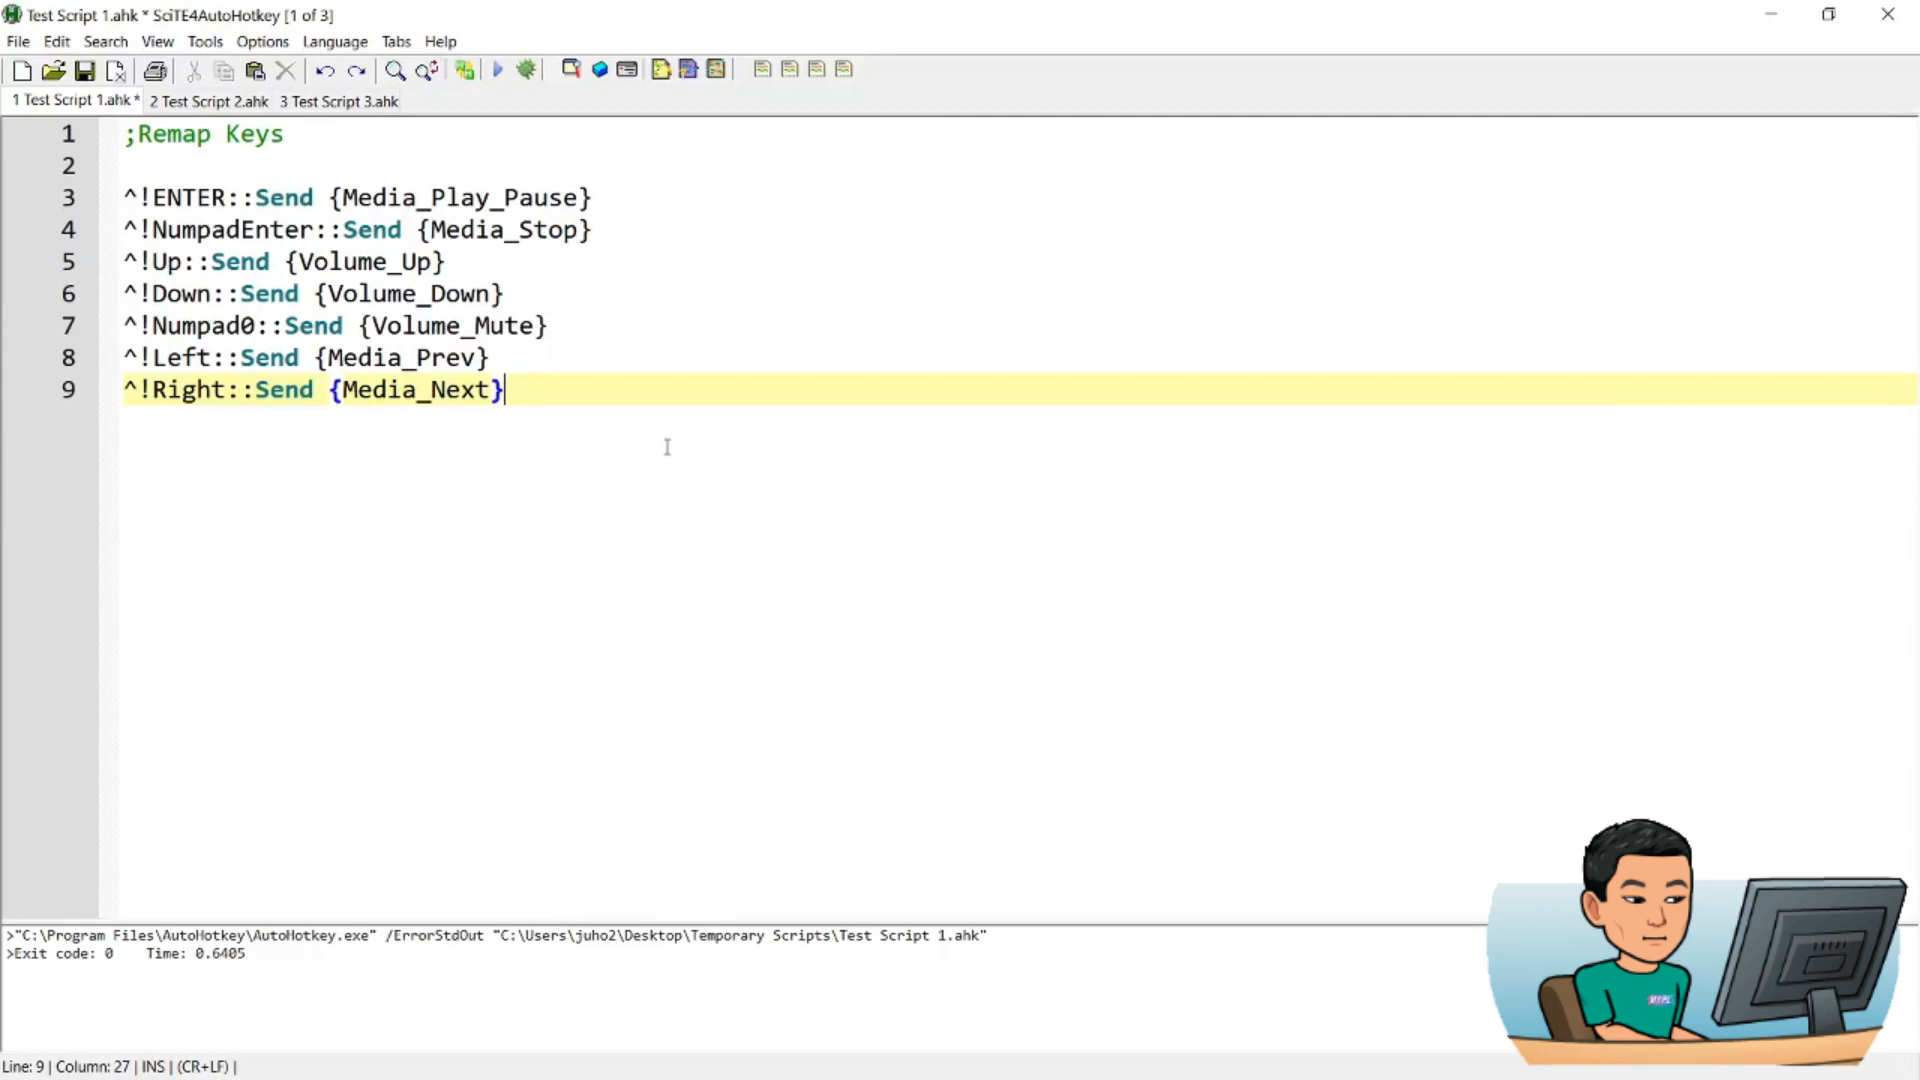 Test Script 1.ahk * SciTE4AutoHotkey [1 of 3]
File Edit Search View Tools Options Language Tabs Help
1 Test Script 1.ahk * 2 Test Script 2.ahk 3 Test Script 3.ahk
1 ;Remap Keys
2
3 ^!ENTER::Send {Media_Play_Pause}
4 ^!NumpadEnter::Send {Media_Stop}
5 ^!Up::Send {Volume_Up}
6 ^!Down::Send {Volume_Down}
7 ^!Numpad0::Send {Volume_Mute}
8 ^!Left::Send {Media_Prev}
9 ^!Right::Send {Media_Next}
>"C:\Program Files\AutoHotkey\AutoHotkey.exe" /ErrorStdOut "C:\Users\juho2\Desktop\Temporary Scripts\Test Script 1.ahk"
>Exit code: 0 Time: 0.6405
Line: 9 | Column: 27 | INS | (CR+LF) |